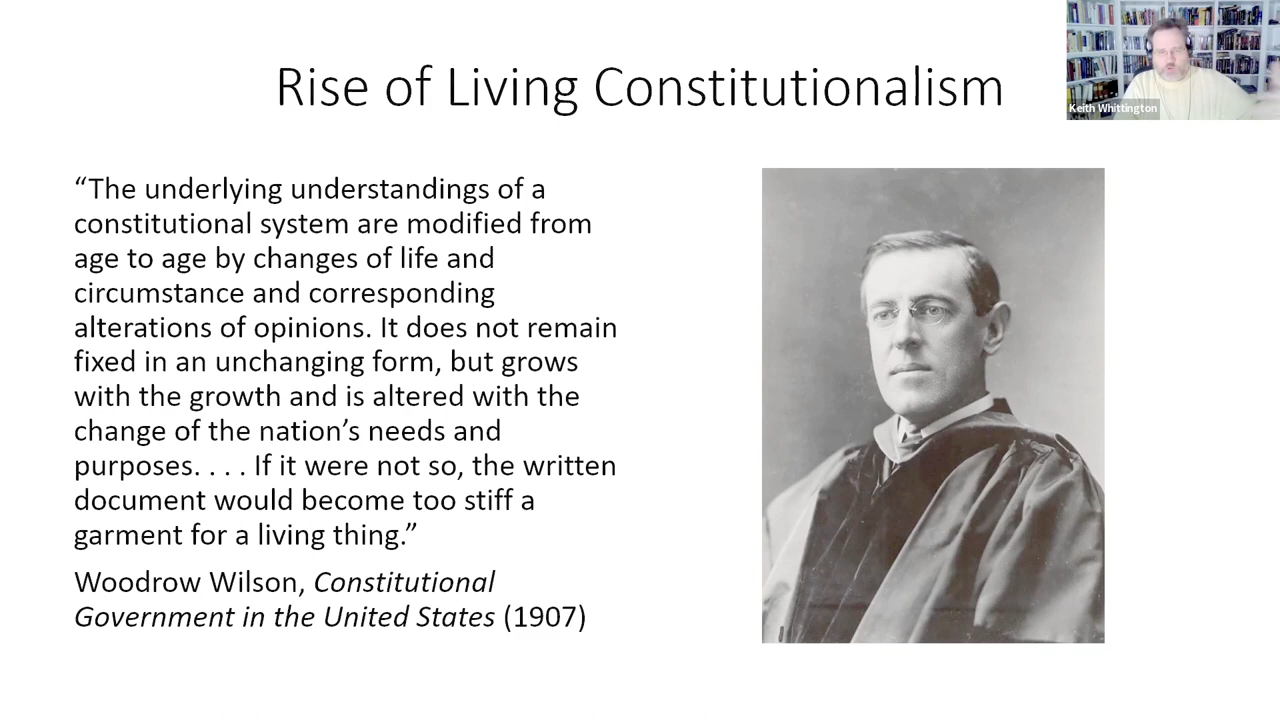 Rise of Living Constitutionalism
Keith Whittington
“The underlying understandings of a
constitutional system are modified from
age to age by changes of life and
circumstance and corresponding
alterations of opinions. It does not remain
fixed in an unchanging form, but grows
with the growth and is altered with the
change of the nation’s needs and
purposes. . . . If it were not so, the written
document would become too stiff a
garment for a living thing.”
Woodrow Wilson, Constitutional
Government in the United States (1907)